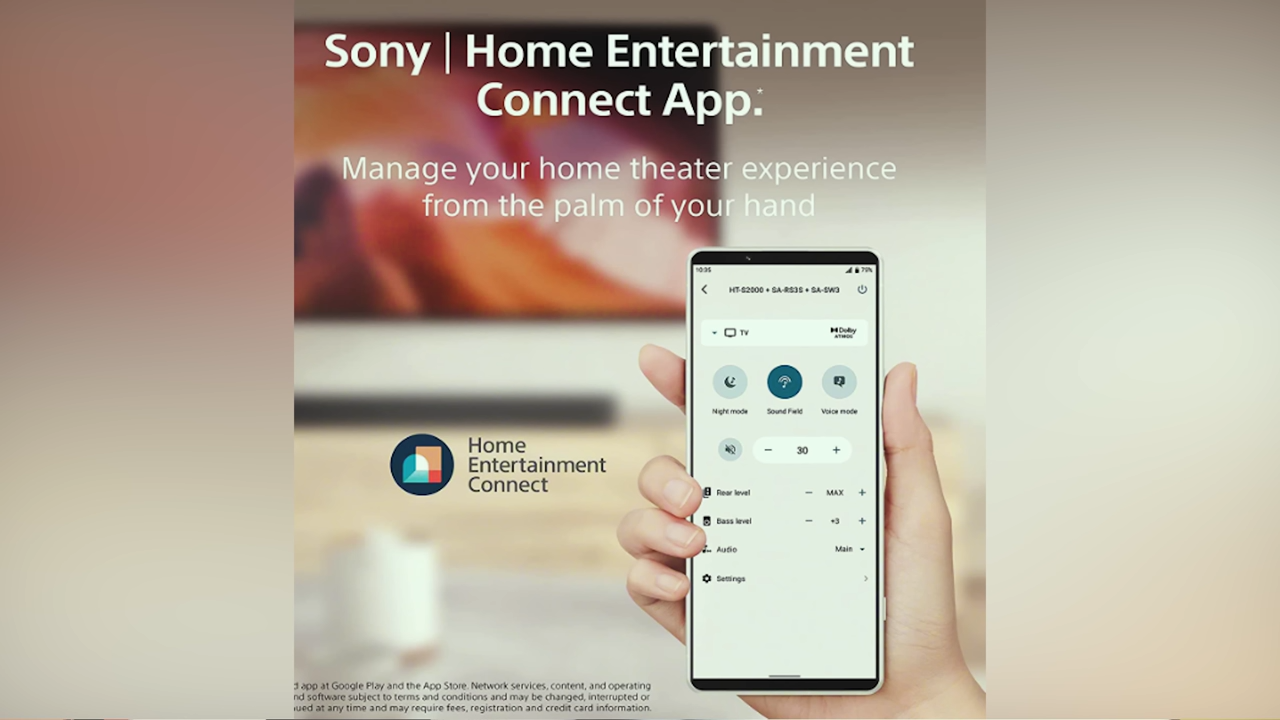 Sony | Home Entertainment
Connect App.*
Manage your home theater experience
from the palm of your hand
10:35
75%
HT-S2000 + SA-RS3S + SA-SW3
TV
Dolby
ATMOS
Night mode
Sound Field
Voice mode
30
Rear level
MAX
Bass level
+3
Audio
Main
Settings
Home
Entertainment
Connect
d app at Google Play and the App Store. Network services, content, and operating
nd software subject to terms and conditions and may be changed, interrupted or
ued at any time and may require fees, registration and credit card information.